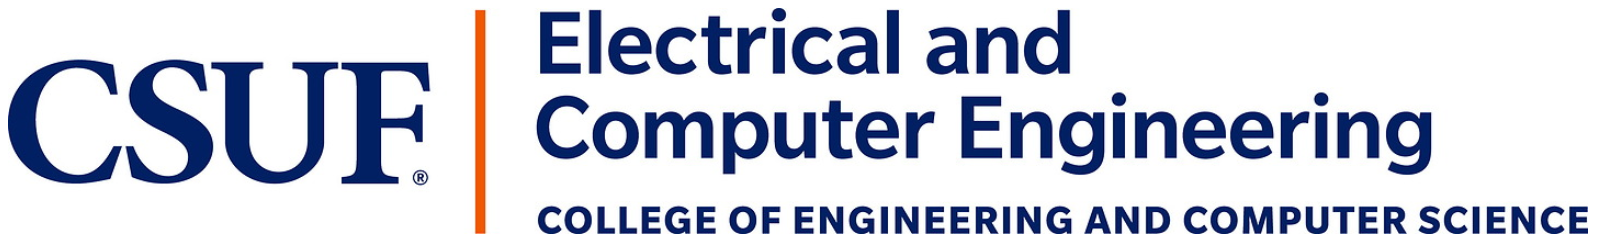 CSUF®
Electrical and
Computer Engineering
COLLEGE OF ENGINEERING AND COMPUTER SCIENCE